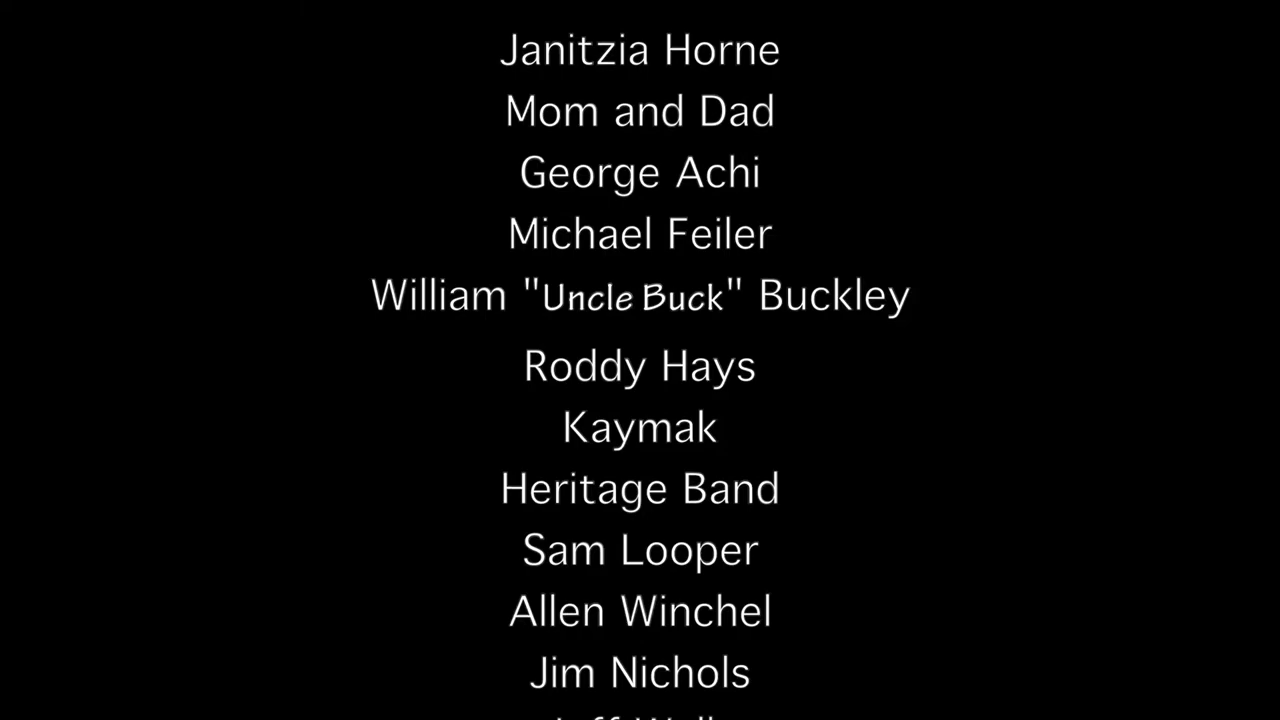 Janitzia Horne
Mom and Dad
George Achi
Michael Feiler
William "Uncle Buck" Buckley
Roddy Hays
Kaymak
Heritage Band
Sam Looper
Allen Winchel
Jim Nichols